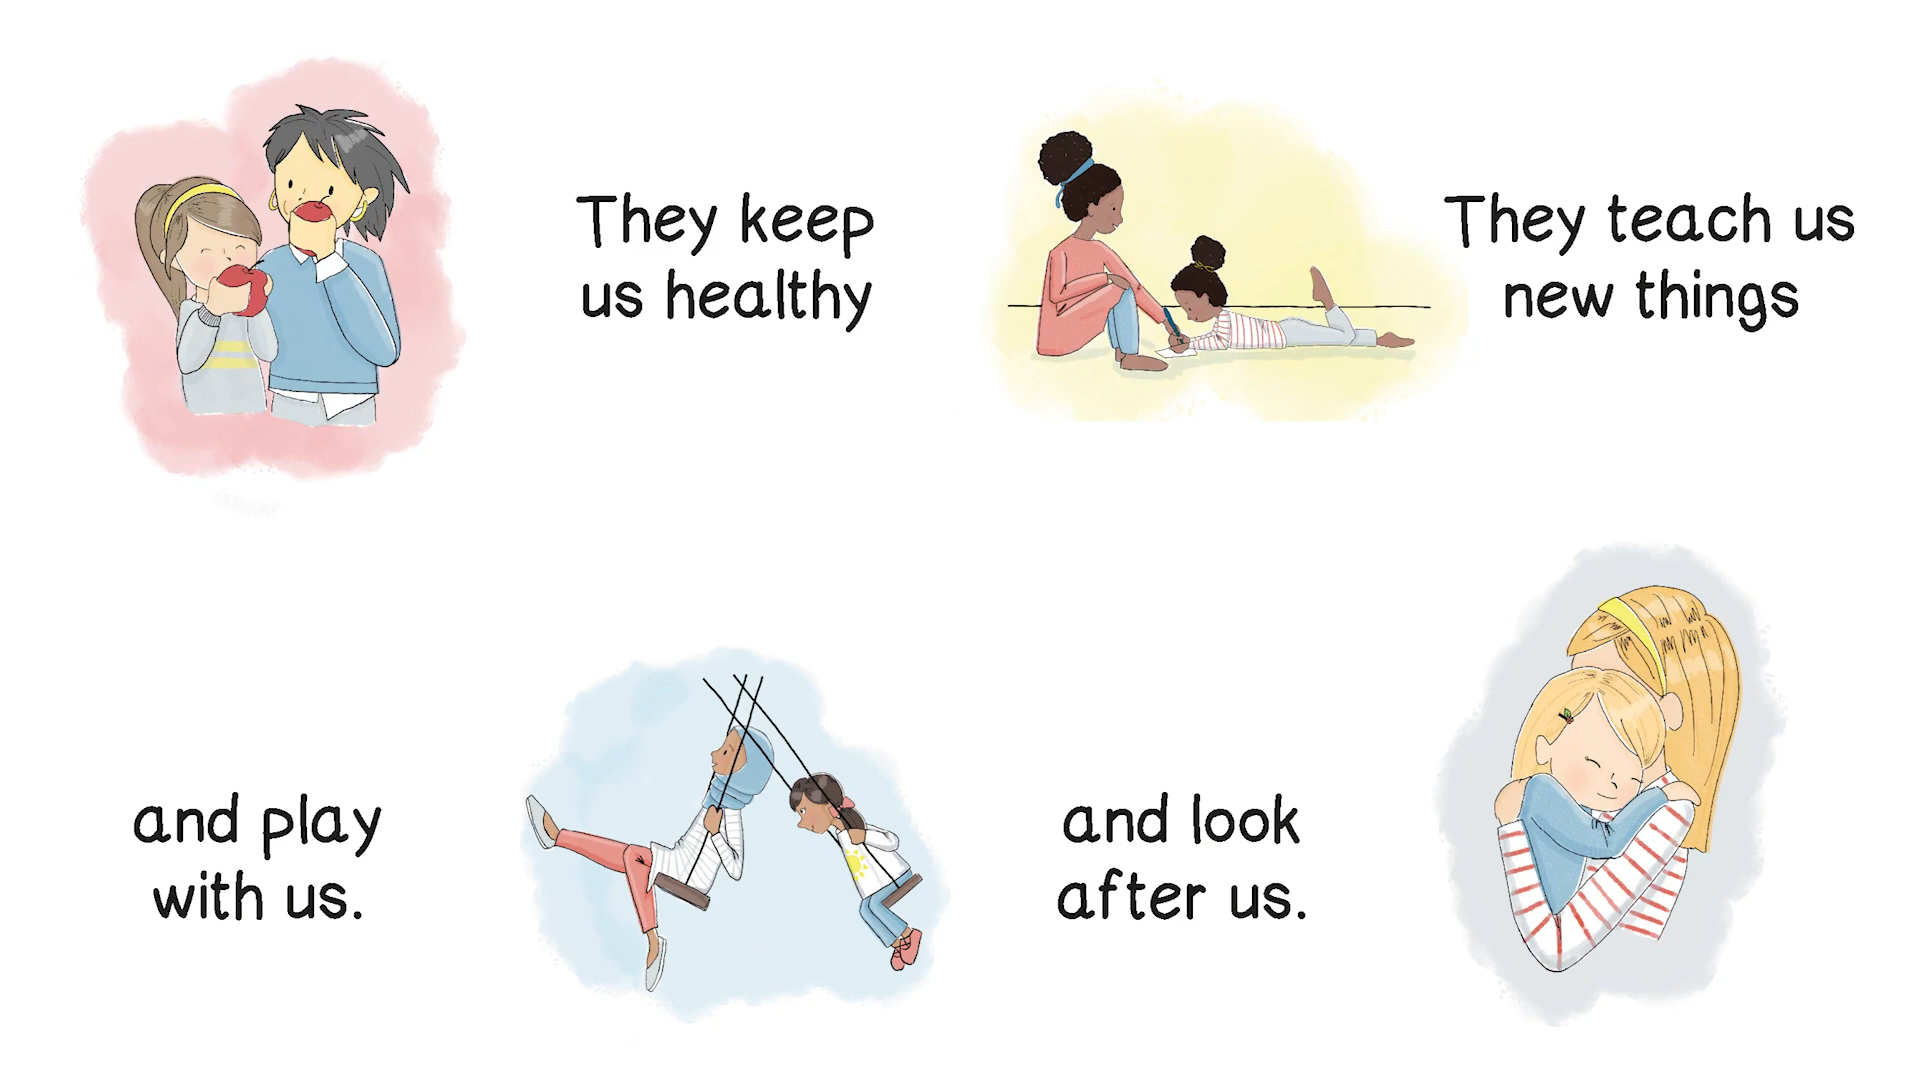 They keep
us healthy
They teach us
new things
and play
with us.
and look
after us.